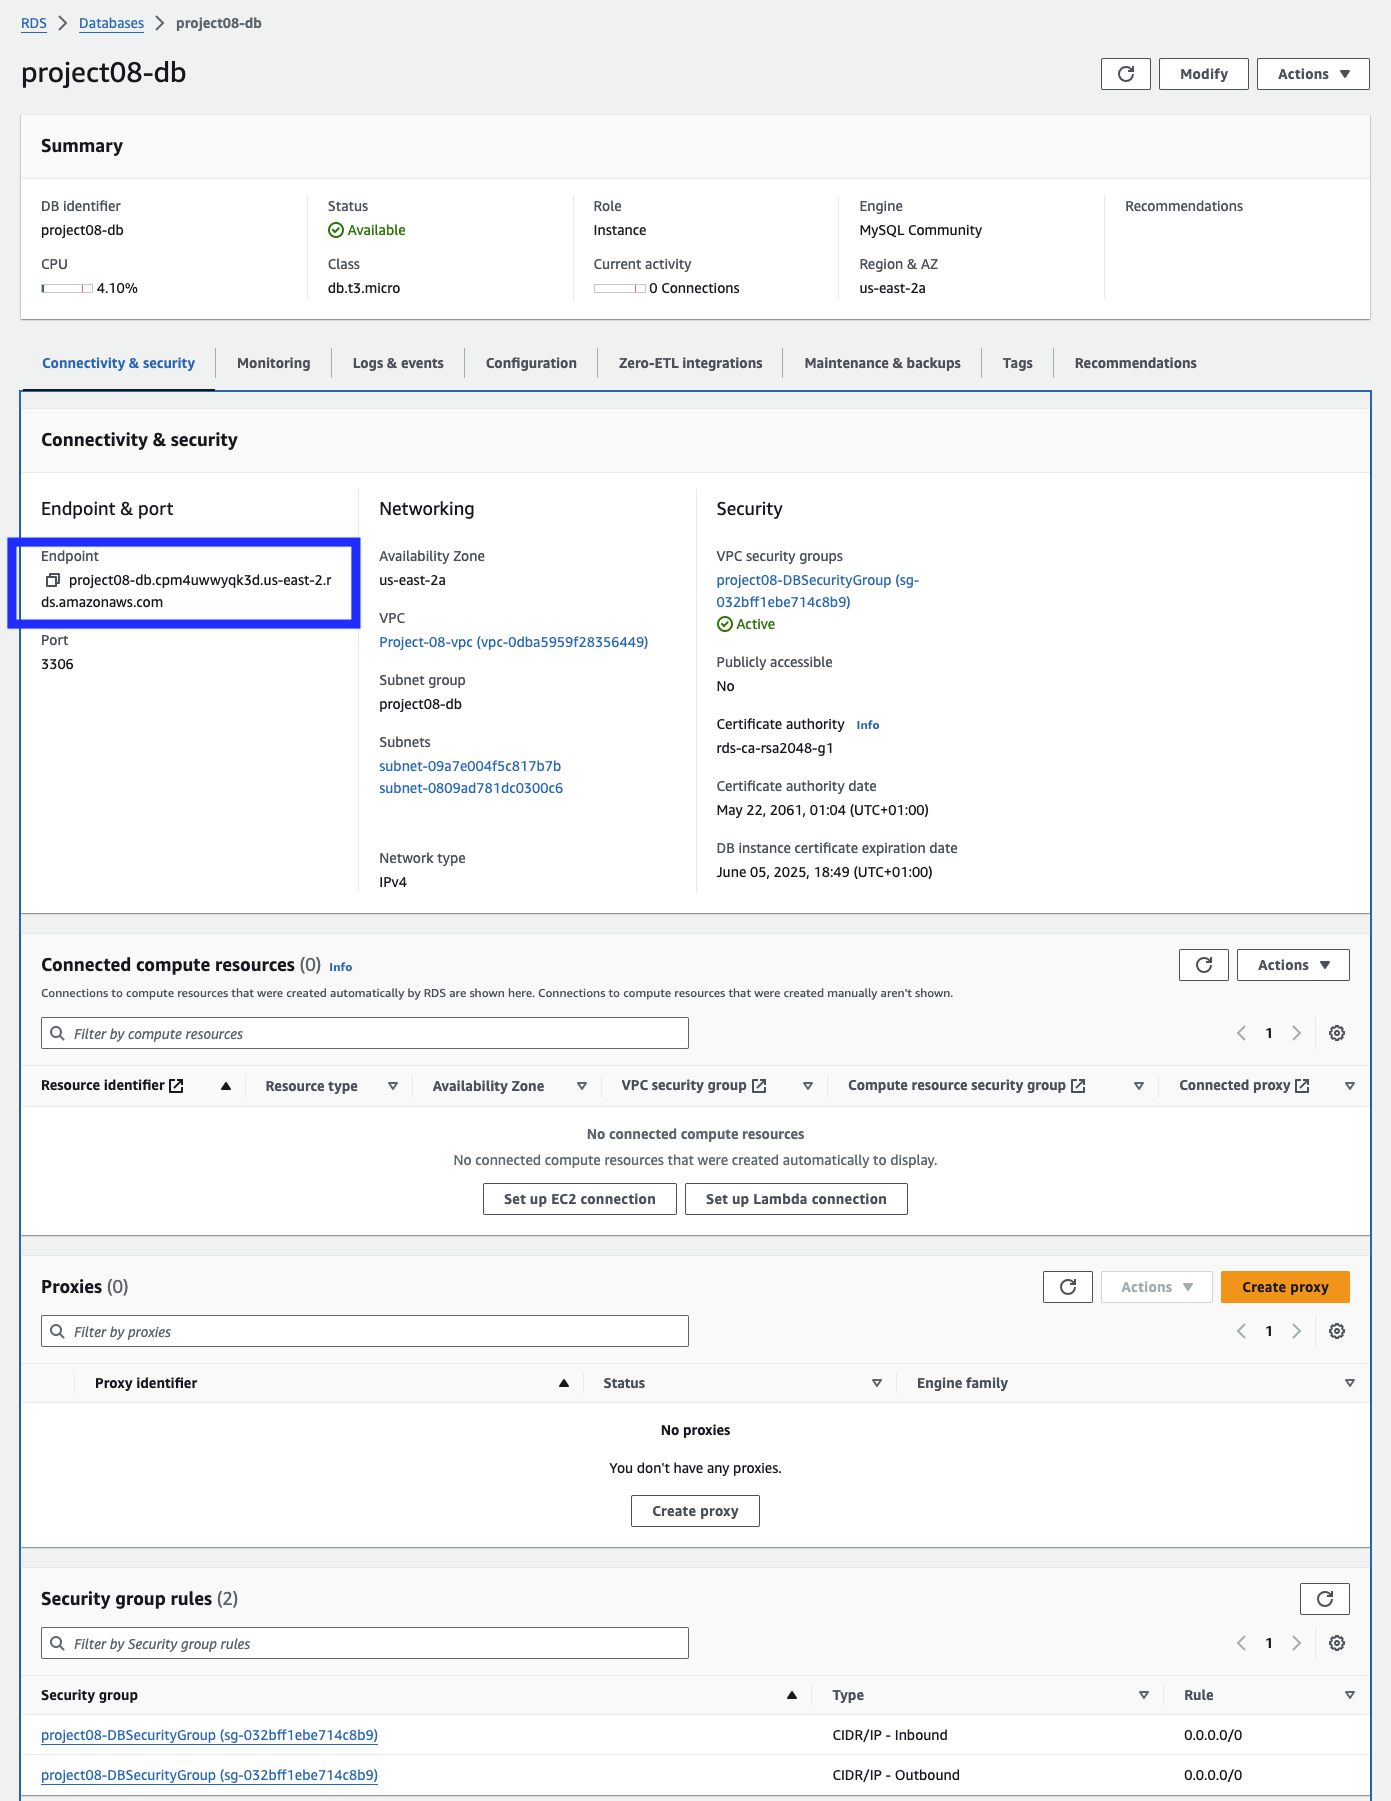 RDS > Databases > project08-db
project08-db
Modify
Actions
Summary
DB identifier
project08-db
Status
Available
Role
Instance
Engine
MySQL Community
Recommendations
CPU
4.10%
Class
db.t3.micro
Current activity
0 Connections
Region & AZ
us-east-2a
Connectivity & security
Monitoring
Logs & events
Configuration
Zero-ETL integrations
Maintenance & backups
Tags
Recommendations
Connectivity & security
Endpoint & port
Endpoint
project08-db.cpm4uwwyqk3d.us-east-2.r
ds.amazonaws.com
Port
3306
Networking
Availability Zone
us-east-2a
VPC
Project-08-vpc (vpc-0dba5959f28356449)
Subnet group
project08-db
Subnets
subnet-09a7e004f5c817b7b
subnet-0809ad781dc0300c6
Network type
IPv4
Security
VPC security groups
project08-DBSecurityGroup (sg-
032bff1ebe714c8b9)
Active
Publicly accessible
No
Certificate authority Info
rds-ca-rsa2048-g1
Certificate authority date
May 22, 2061, 01:04 (UTC+01:00)
DB instance certificate expiration date
June 05, 2025, 18:49 (UTC+01:00)
Connected compute resources (0) Info
Actions
Connections to compute resources that were created automatically by RDS are shown here. Connections to compute resources that were created manually aren't shown.
Filter by compute resources
1
Resource identifier
Resource type
Availability Zone
VPC security group
Compute resource security group
Connected proxy
No connected compute resources
No connected compute resources that were created automatically to display.
Set up EC2 connection
Set up Lambda connection
Proxies (0)
Actions
Create proxy
Filter by proxies
1
Proxy identifier
Status
Engine family
No proxies
You don't have any proxies.
Create proxy
Security group rules (2)
Filter by Security group rules
1
Security group
Type
Rule
project08-DBSecurityGroup (sg-032bff1ebe714c8b9)
CIDR/IP - Inbound
0.0.0.0/0
project08-DBSecurityGroup (sg-032bff1ebe714c8b9)
CIDR/IP - Outbound
0.0.0.0/0